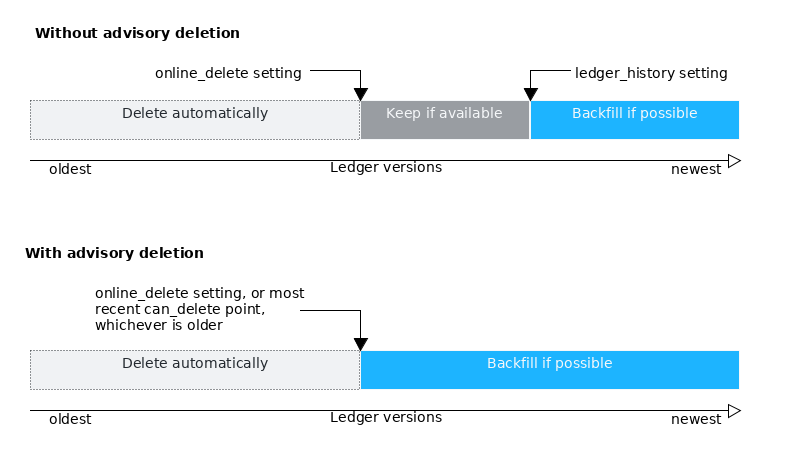 Without advisory deletion
online_delete setting
ledger_history setting
Delete automatically
Keep if available
Backfill if possible
oldest
Ledger versions
newest
With advisory deletion
online_delete setting, or most
recent can_delete point,
whichever is older
Delete automatically
Backfill if possible
oldest
Ledger versions
newest